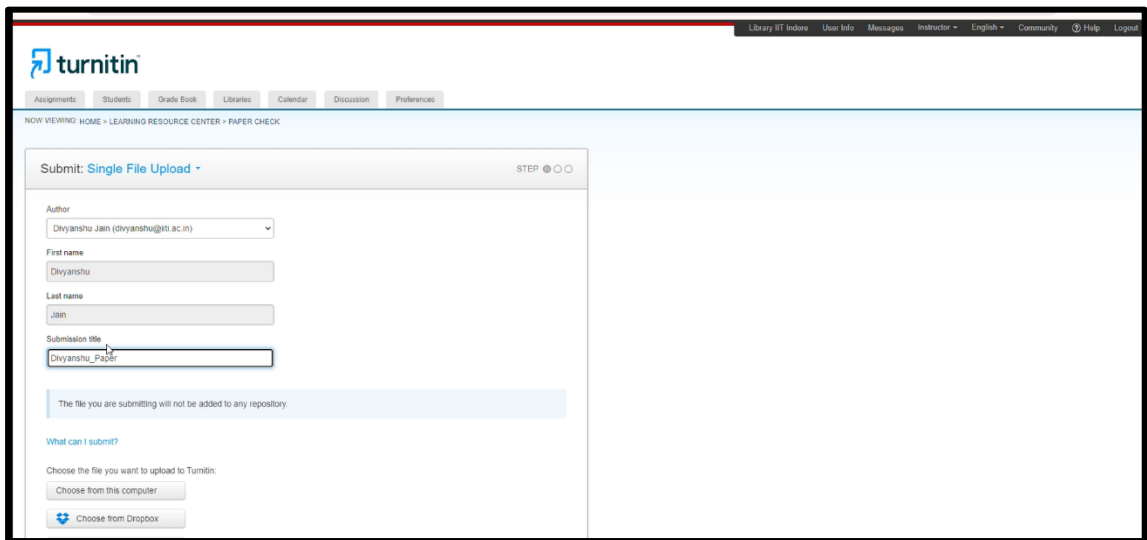 Library IIT Indore User Info Messages Instructor English Community Help Logout
turnitin
Assignments Students Grade Book Libraries Calendar Discussion Preferences
NOW VIEWING: HOME > LEARNING RESOURCE CENTER > PAPER CHECK
Submit: Single File Upload STEP
Author
Divyanshu Jain (divyanshu@iiti.ac.in)
First name
Divyanshu
Last name
Jain
Submission title
Divyanshu_Paper
The file you are submitting will not be added to any repository.
What can I submit?
Choose the file you want to upload to Turnitin:
Choose from this computer
Choose from Dropbox